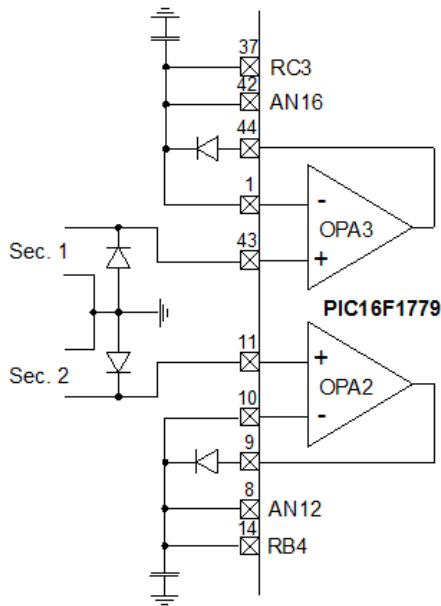 37
RC3
42
AN16
44
1
-
OPA3
43
+
Sec. 1
PIC16F1779
Sec. 2
11
+
OPA2
10
-
9
8
AN12
14
RB4